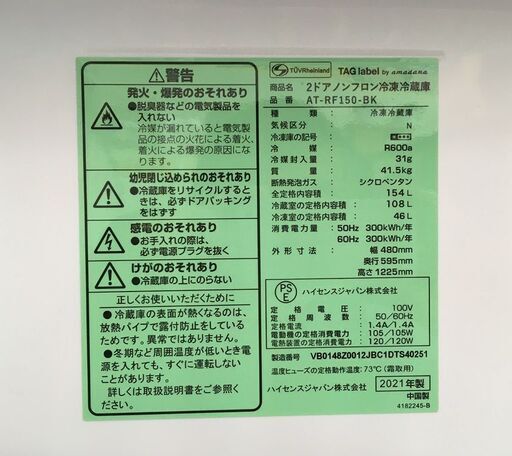 警告
発火・爆発のおそれあり
●脱臭器などの電気製品を
入れない
冷媒が漏れていると電気製
品の接点の火花による着火、
着火による爆発の原因にな
ります。
幼児閉じ込められのおそれあり
●冷蔵庫をリサイクルすると
きは、必ずドアパッキング
をはずす
感電のおそれあり
●お手入れの際は、
必ず電源プラグを抜く
けがのおそれあり
●冷蔵庫の上にのらない
正しくお使いいただくために
●冷蔵庫の表面が熱くなるのは、
放熱パイプで露付防止をしてい
るためです。異常ではありま
せん。
●冬期など周囲温度が低いとき電
源を入れても、すぐに運転しない
ことがあります。
詳しくは取扱説明書をご参照く
ださい。
TÜVRheinland TAG label by amadana
商品名 2ドアノンフロン冷凍冷蔵庫
品番 AT-RF150-BK
種類 冷凍冷蔵庫
気候区分 N
冷凍庫の記号
冷媒 R600a
冷媒封入量 31g
質量 41.5kg
断熱発泡ガス シクロペンタン
全定格内容積 154L
冷蔵室の定格内容積: 108L
冷凍室の定格内容積: 46L
消費電力量: 50Hz 300kWh/年
60Hz 300kWh/年
外形寸法 幅 480mm
奥行595mm
高さ1225mm
PS
E
ハイセンスジャパン株式会社
定格電圧: 100V
定格周波数: 50/60Hz
定格電流: 1.4A/1.4A
電動機の定格消費電力: 105/105W
電熱装置の定格消費電力: 120/120W
製造番号 VB0148Z0012JBC1DTS40251
温度ヒューズの定格動作温度: 73℃(霜取用)
ハイセンスジャパン株式会社
2021年製
中国製
4182245-B